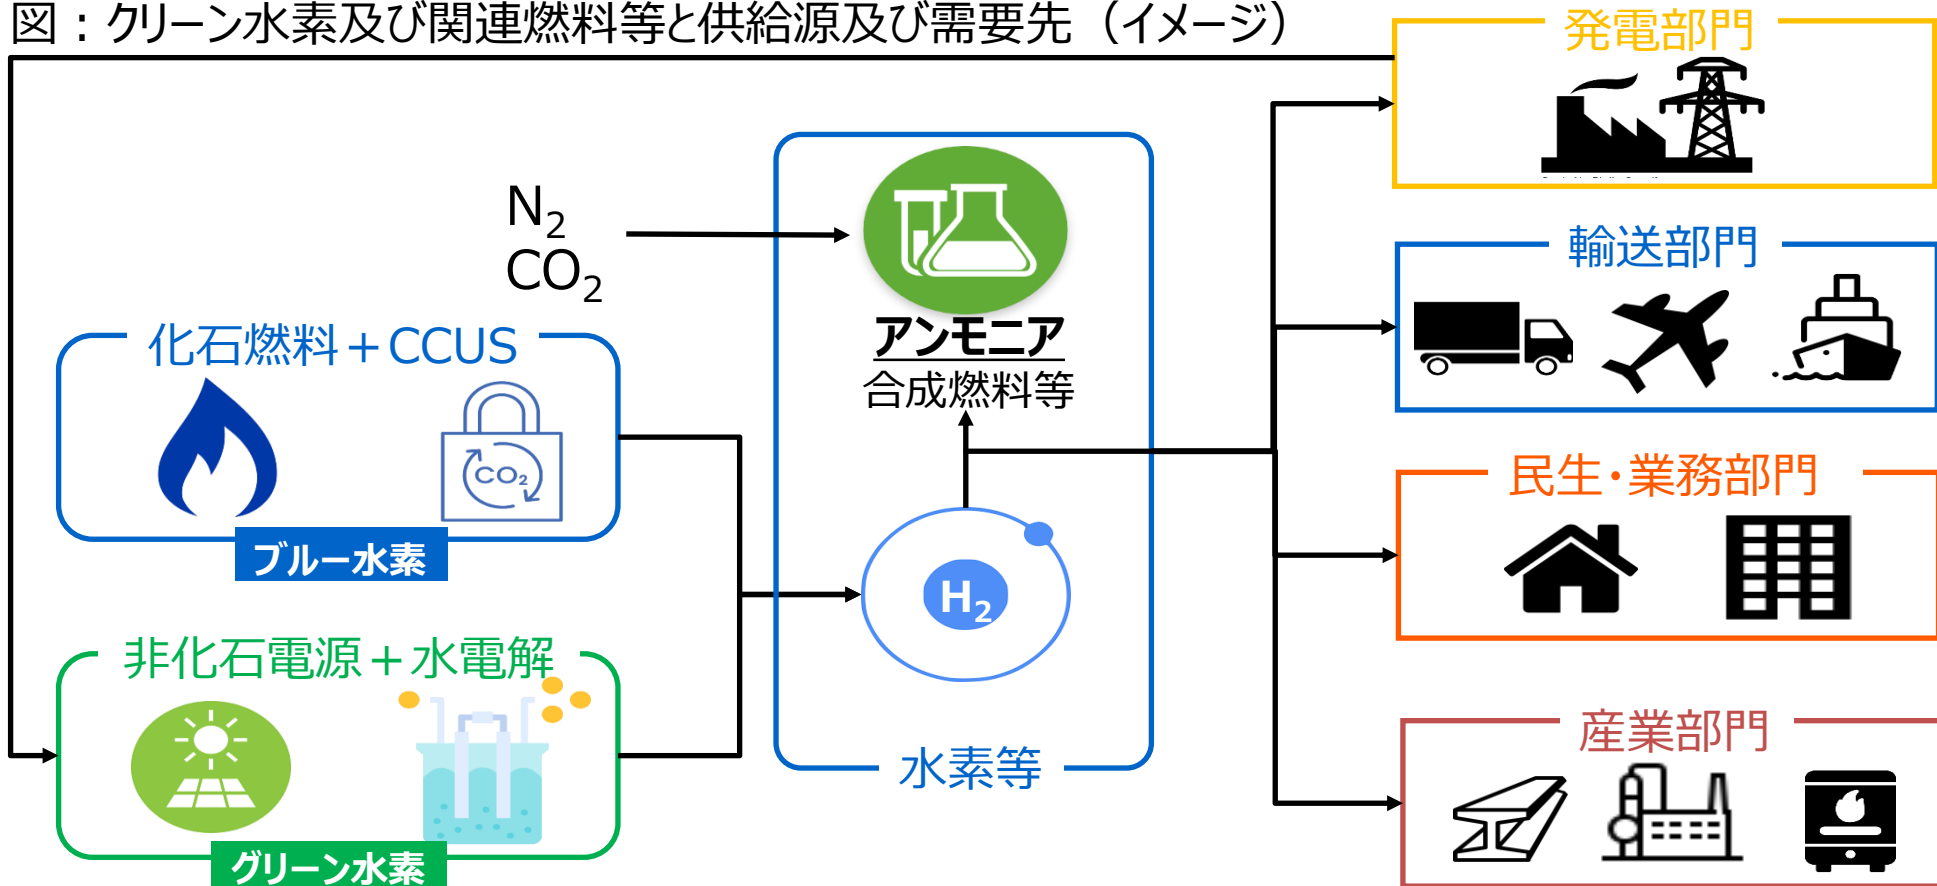 図：クリーン水素及び関連燃料等と供給源及び需要先（イメージ）
発電部門
N2
CO2
アンモニア
合成燃料等
輸送部門
化石燃料＋CCUS
CO2
ブルー水素
H2
民生・業務部門
非化石電源＋水電解
グリーン水素
水素等
産業部門